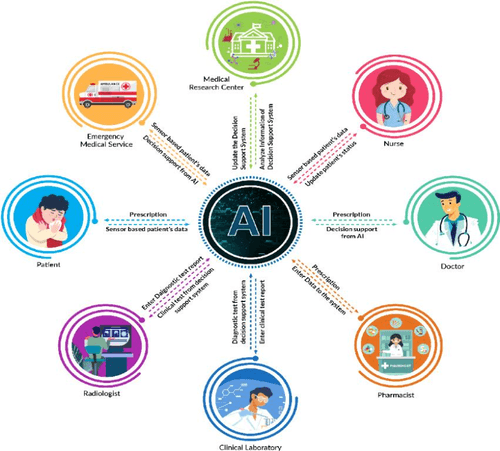 Medical
Research Center
AMBULANCE
Emergency
Medical Service
Nurse
Sensor based patient's data
Decision support from AI
Update the Decision
Support System
Analyze Information of
Decision Support System
Sensor based patient's data
Update patient's status
Prescription
Sensor based patient's data
AI
Prescription
Decision support
from AI
Patient
Doctor
Enter Daignostic test report
Clinical test from decision
support system
Diagnostic test from
decision support system
Enter clinical test report
Prescription
Enter Data to the system
Radiologist
Pharmacist
Clinical Laboratory